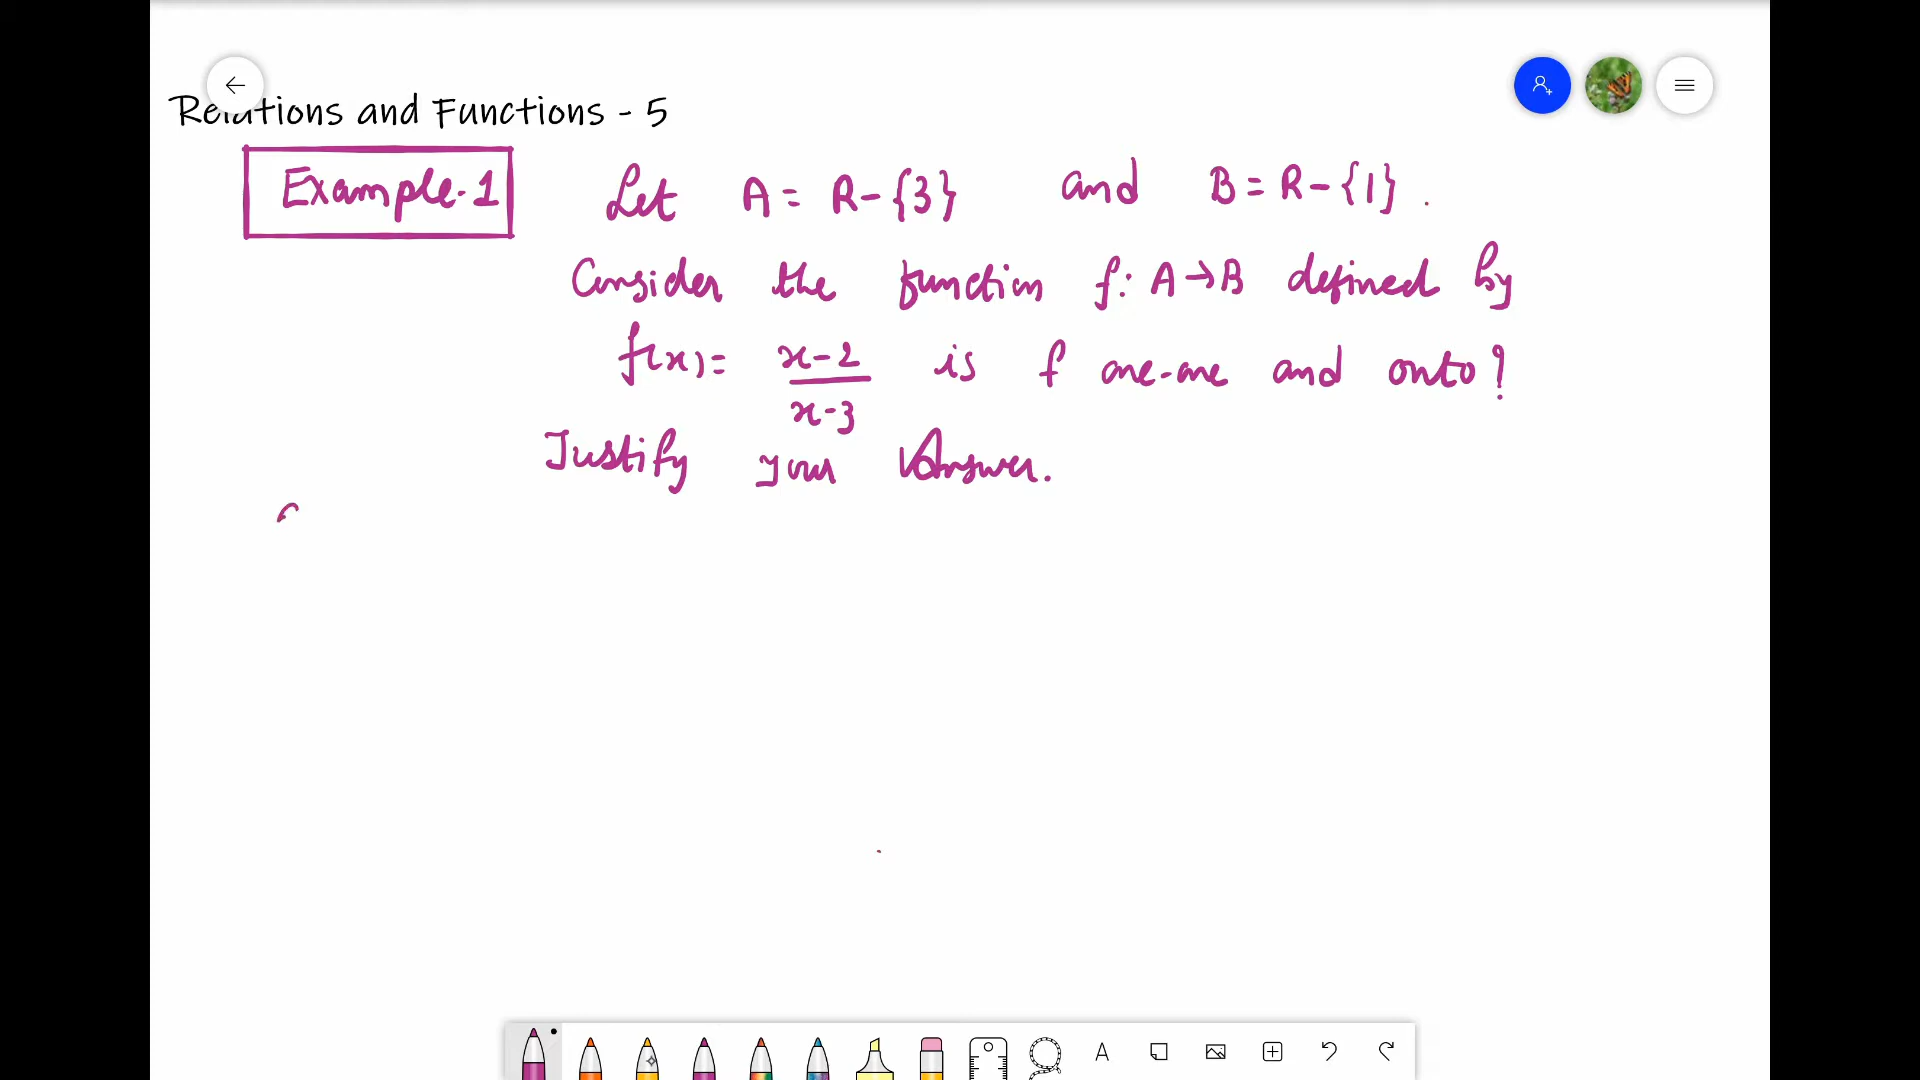 Relations and Functions - 5
Example-1
Let A = R-{3} and B = R-{1}.
Consider the function f: A→B defined by
f(x) = x-2 / x-3 is f one-one and onto?
Justify your Answer.